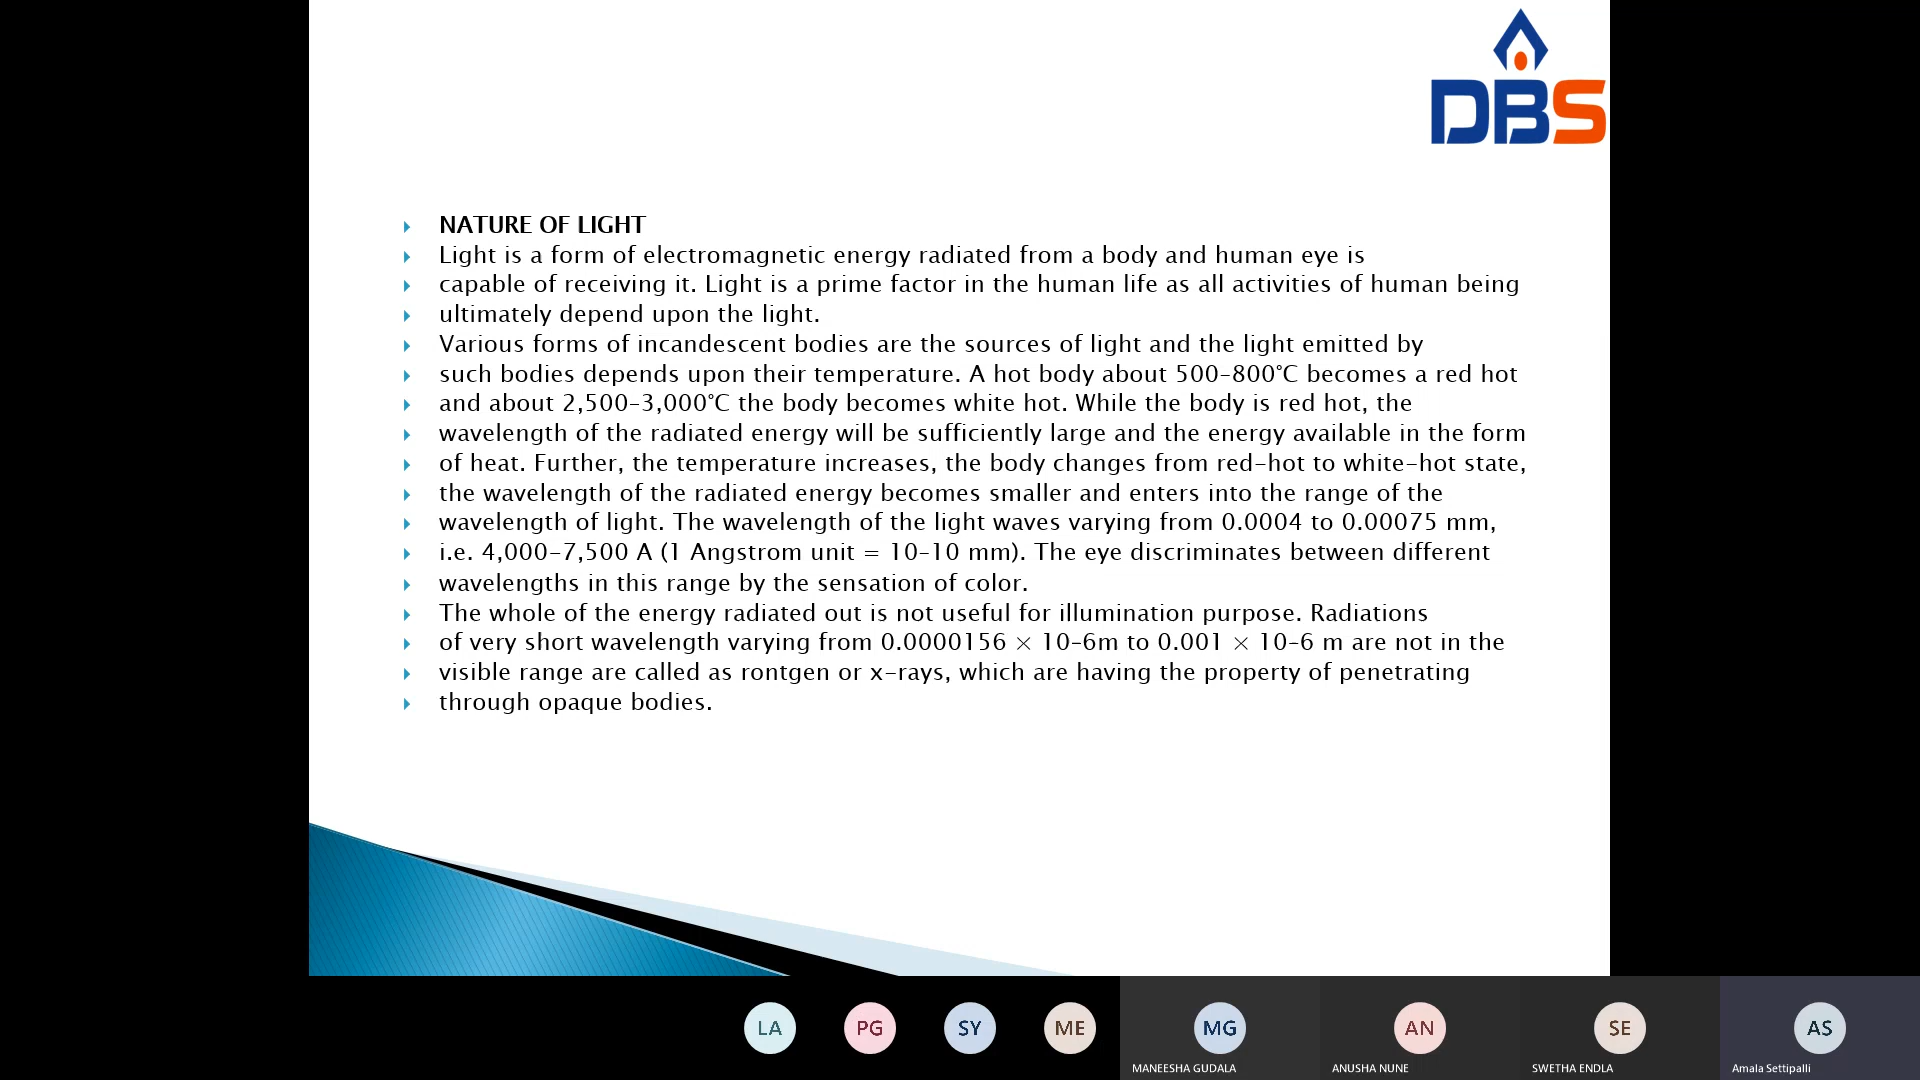 DBS
NATURE OF LIGHT
Light is a form of electromagnetic energy radiated from a body and human eye is
capable of receiving it. Light is a prime factor in the human life as all activities of human being
ultimately depend upon the light.
Various forms of incandescent bodies are the sources of light and the light emitted by
such bodies depends upon their temperature. A hot body about 500–800°C becomes a red hot
and about 2,500–3,000°C the body becomes white hot. While the body is red hot, the
wavelength of the radiated energy will be sufficiently large and the energy available in the form
of heat. Further, the temperature increases, the body changes from red-hot to white-hot state,
the wavelength of the radiated energy becomes smaller and enters into the range of the
wavelength of light. The wavelength of the light waves varying from 0.0004 to 0.00075 mm,
i.e. 4,000-7,500 A (1 Angstrom unit = 10–10 mm). The eye discriminates between different
wavelengths in this range by the sensation of color.
The whole of the energy radiated out is not useful for illumination purpose. Radiations
of very short wavelength varying from 0.0000156 × 10–6m to 0.001 × 10–6 m are not in the
visible range are called as rontgen or x-rays, which are having the property of penetrating
through opaque bodies.
LA PG SY ME MG AN SE AS
MANEESHA GUDALA ANUSHA NUNE SWETHA ENDLA Amala Settipalli